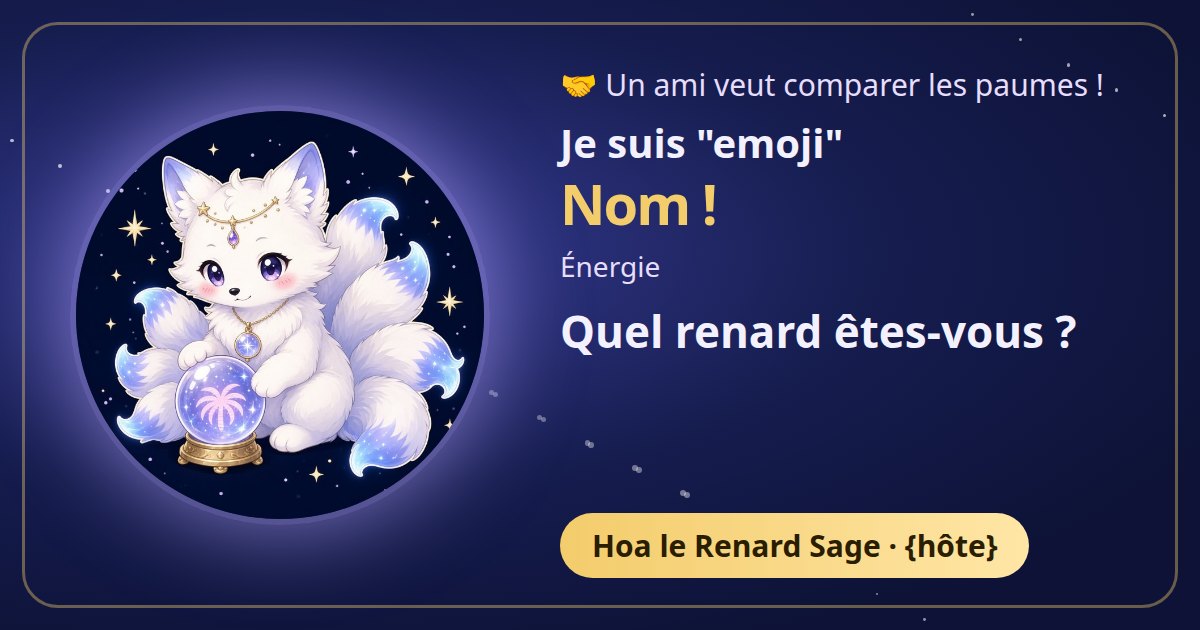 🤝 Un ami veut comparer les paumes !
Je suis "emoji"
Nom !
Énergie
Quel renard êtes-vous ?
Hoa le Renard Sage · {hôte}